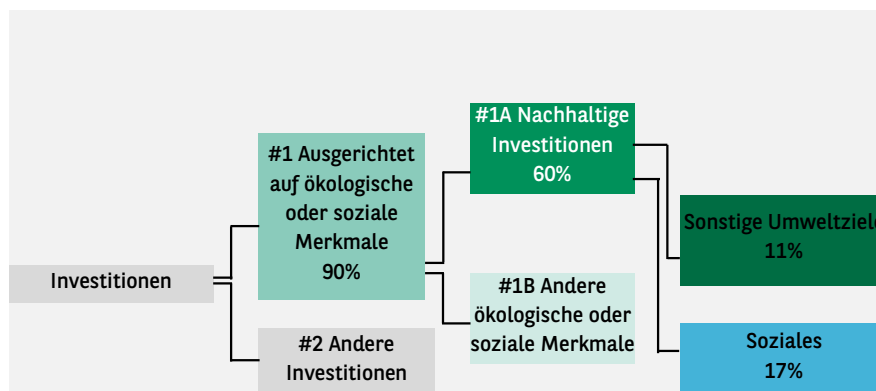 Investitionen
#1 Ausgerichtet
auf ökologische
oder soziale
Merkmale
90%
#2 Andere
Investitionen
#1A Nachhaltige
Investitionen
60%
#1B Andere
ökologische oder
soziale Merkmale
Sonstige Umweltziele
11%
Soziales
17%